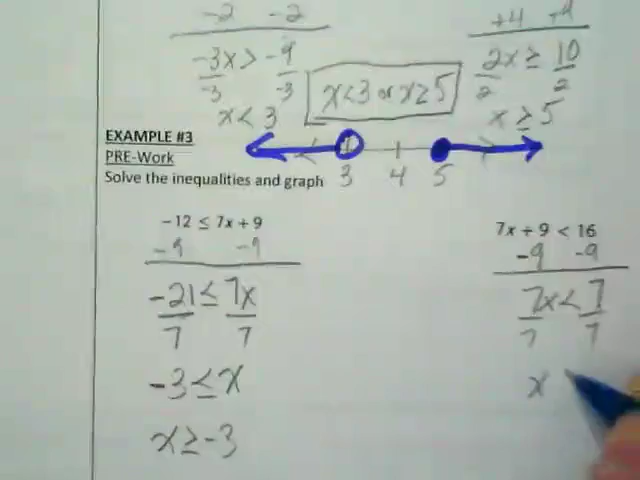 -2 -2
+4 +4
-3x > -9
-3 -3
2x ≥ 10
2 2
x < 3 or x ≥ 5
x < 3
x ≥ 5
EXAMPLE #3
PRE-Work
3 4 5
Solve the inequalities and graph
-12 ≤ 7x + 9
-9 -9
-21 ≤ 7x
7 7
-3 ≤ x
x ≥ -3
7x + 9 < 16
-9 -9
7x < 7
7 7
x